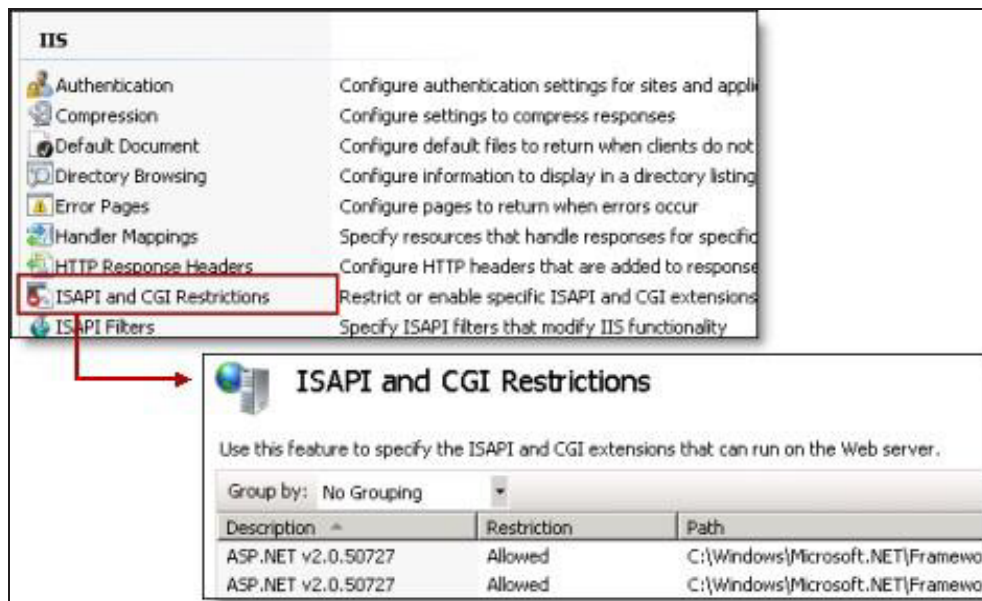 IIS
Authentication Configure authentication settings for sites and appli
Compression Configure settings to compress responses
Default Document Configure default files to return when clients do not
Directory Browsing Configure information to display in a directory listing
Error Pages Configure pages to return when errors occur
Handler Mappings Specify resources that handle responses for specific
HTTP Response Headers Configure HTTP headers that are added to response
ISAPI and CGI Restrictions Restrict or enable specific ISAPI and CGI extensions
ISAPI Filters Specify ISAPI filters that modify IIS functionality
ISAPI and CGI Restrictions
Use this feature to specify the ISAPI and CGI extensions that can run on the Web server.
Group by: No Grouping
Description Restriction Path
ASP.NET v2.0.50727 Allowed C:\Windows\Microsoft.NET\Framewo
ASP.NET v2.0.50727 Allowed C:\Windows\Microsoft.NET\Framewo